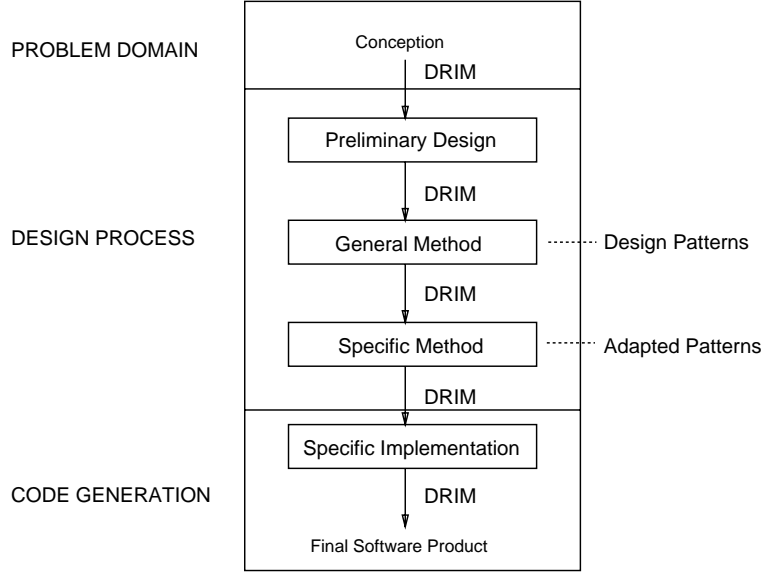 Conception
PROBLEM DOMAIN
DRIM
Preliminary Design
DRIM
DESIGN PROCESS
General Method
Design Patterns
DRIM
Specific Method
Adapted Patterns
DRIM
Specific Implementation
CODE GENERATION
DRIM
Final Software Product